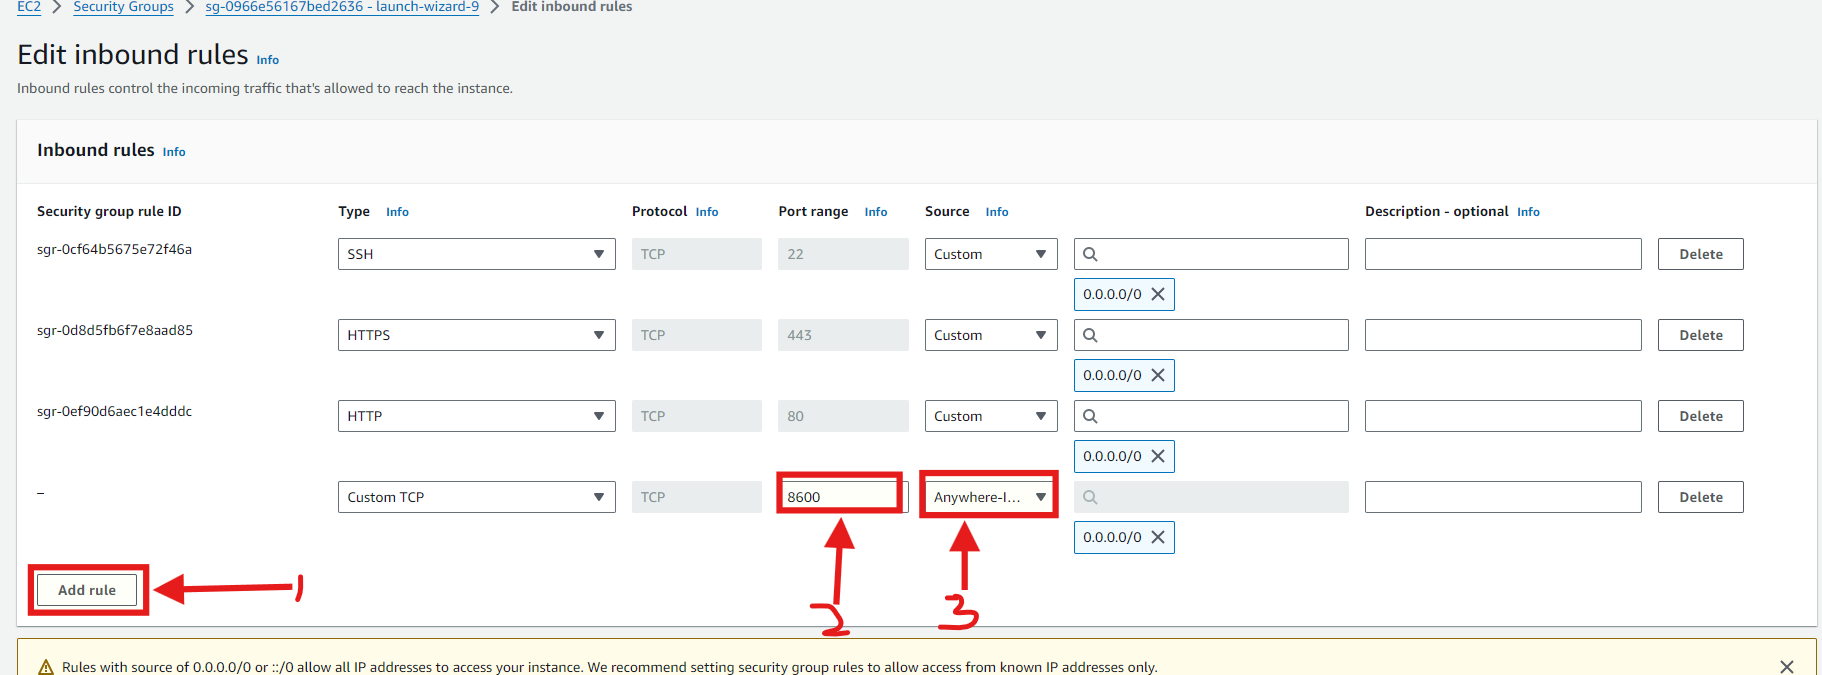 EC2 > Security Groups > sg-0966e56167bed2636 - launch-wizard-9 > Edit inbound rules
Edit inbound rules Info
Inbound rules control the incoming traffic that's allowed to reach the instance.
Inbound rules Info
Security group rule ID Type Info Protocol Info Port range Info Source Info Description - optional Info
sgr-0cf64b5675e72f46a SSH TCP 22 Custom Delete
0.0.0.0/0
sgr-0d8d5fb6f7e8aad85 HTTPS TCP 443 Custom Delete
0.0.0.0/0
sgr-0ef90d6aec1e4dddc HTTP TCP 80 Custom Delete
0.0.0.0/0
– Custom TCP TCP 8600 Anywhere-I... Delete
0.0.0.0/0
Add rule 1
2 3
Rules with source of 0.0.0.0/0 or ::/0 allow all IP addresses to access your instance. We recommend setting security group rules to allow access from known IP addresses only.